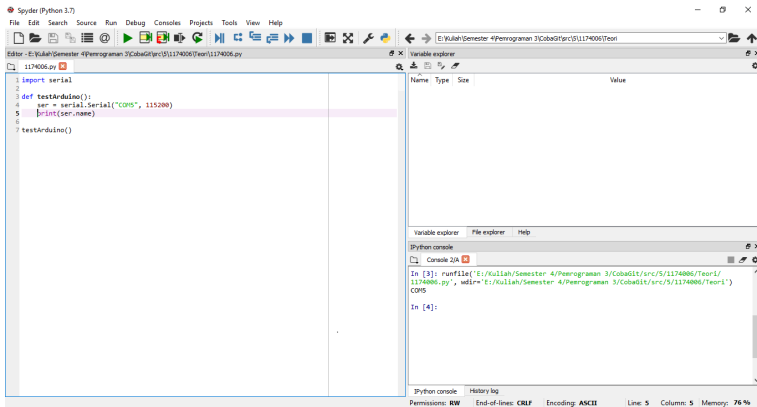 Spyder (Python 3.7)
File Edit Search Source Run Debug Consoles Projects Tools View Help
E:\Kuliah\Semester 4\Pemrograman 3\CobaGit\src\5\1174006\Teori
Editor - E:\Kuliah\Semester 4\Pemrograman 3\CobaGit\src\5\1174006\Teori\1174006.py
1174006.py
1 import serial
2
3 def testArduino():
4 ser = serial.Serial("COM5", 115200)
5 print(ser.name)
6
7 testArduino()
Variable explorer
Name Type Size Value
Variable explorer File explorer Help
IPython console
Console 2/A
In [3]: runfile('E:/Kuliah/Semester 4/Pemrograman 3/CobaGit/src/5/1174006/Teori/
1174006.py', wdir='E:/Kuliah/Semester 4/Pemrograman 3/CobaGit/src/5/1174006/Teori')
COM5
In [4]:
IPython console History log
Permissions: RW End-of-lines: CRLF Encoding: ASCII Line: 5 Column: 5 Memory: 76 %